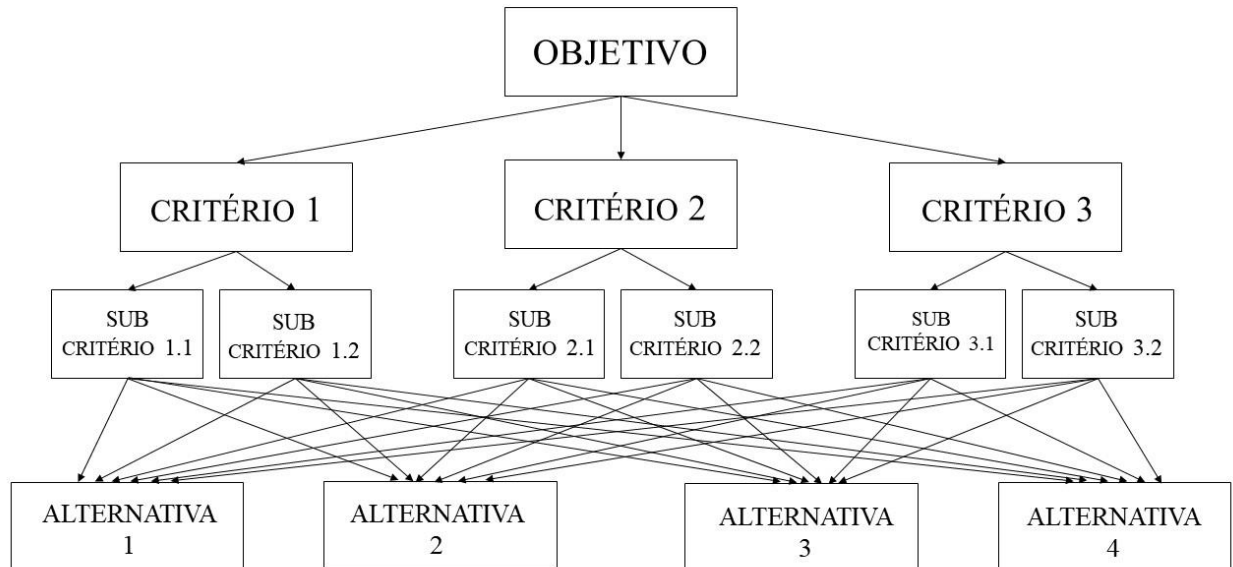 OBJETIVO
CRITÉRIO 1
CRITÉRIO 2
CRITÉRIO 3
SUB
CRITÉRIO 1.1
SUB
CRITÉRIO 1.2
SUB
CRITÉRIO 2.1
SUB
CRITÉRIO 2.2
SUB
CRITÉRIO 3.1
SUB
CRITÉRIO 3.2
ALTERNATIVA
1
ALTERNATIVA
2
ALTERNATIVA
3
ALTERNATIVA
4